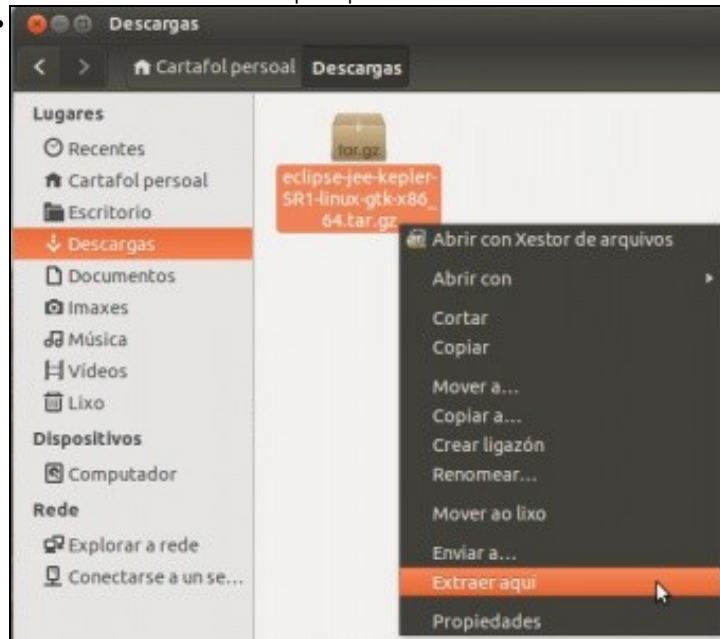 Descargas
Cartafol persoal Descargas
Lugares
Recentes
Cartafol persoal
Escritorio
Descargas
Documentos
Imaxes
Música
Vídeos
Lixo
Dispositivos
Computador
Rede
Explorar a rede
Conectarse a un se...
tar.gz
eclipse-jee-kepler-
SR1-linux-gtk-x86_
64.tar.gz
Abrir con Xestor de arquivos
Abrir con
Cortar
Copiar
Mover a...
Copiar a...
Crear ligazón
Renomear...
Mover ao lixo
Enviar a...
Extraer aquí
Propiedades